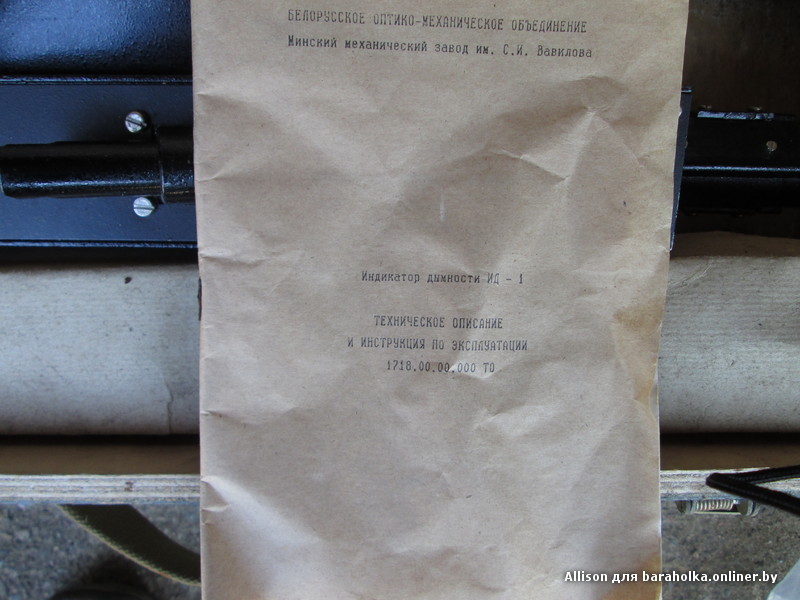 БЕЛОРУССКОЕ ОПТИКО-МЕХАНИЧЕСКОЕ ОБЪЕДИНЕНИЕ
Минский механический завод им. С.И. Вавилова
Индикатор дымности ИД - 1
ТЕХНИЧЕСКОЕ ОПИСАНИЕ
И ИНСТРУКЦИЯ ПО ЭКСПЛУАТАЦИИ
1718.00.00.000 ТО
Allison для baraholka.onliner.by